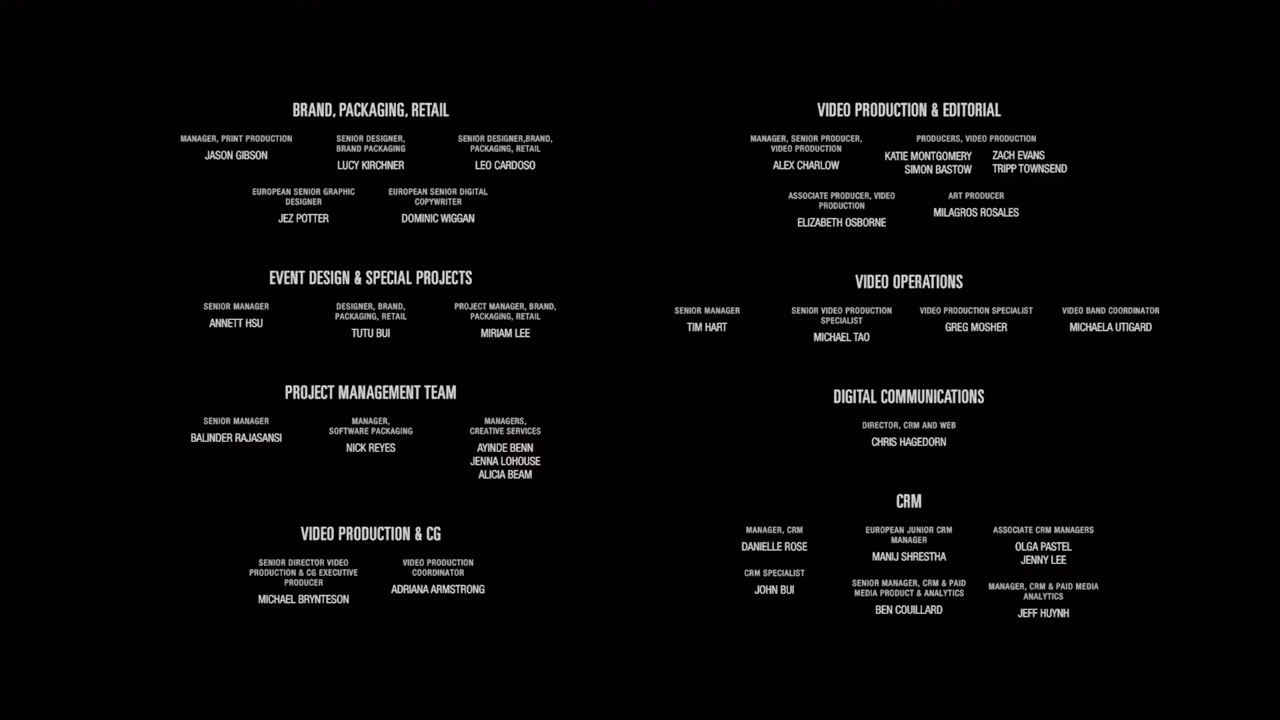 BRAND, PACKAGING, RETAIL
MANAGER, PRINT PRODUCTION
JASON GIBSON
SENIOR DESIGNER,
BRAND PACKAGING
LUCY KIRCHNER
SENIOR DESIGNER,BRAND,
PACKAGING, RETAIL
LEO CARDOSO
EUROPEAN SENIOR GRAPHIC
DESIGNER
JEZ POTTER
EUROPEAN SENIOR DIGITAL
COPYWRITER
DOMINIC WIGGAN
EVENT DESIGN & SPECIAL PROJECTS
SENIOR MANAGER
ANNETT HSU
DESIGNER, BRAND,
PACKAGING, RETAIL
TUTU BUI
PROJECT MANAGER, BRAND,
PACKAGING, RETAIL
MIRIAM LEE
PROJECT MANAGEMENT TEAM
SENIOR MANAGER
BALINDER RAJASANSI
MANAGER,
SOFTWARE PACKAGING
NICK REYES
MANAGERS,
CREATIVE SERVICES
AYINDE BENN
JENNA LOHOUSE
ALICIA BEAM
VIDEO PRODUCTION & CG
SENIOR DIRECTOR VIDEO
PRODUCTION & CG EXECUTIVE
PRODUCER
MICHAEL BRYNTESON
VIDEO PRODUCTION
COORDINATOR
ADRIANA ARMSTRONG
VIDEO PRODUCTION & EDITORIAL
MANAGER, SENIOR PRODUCER,
VIDEO PRODUCTION
ALEX CHARLOW
PRODUCERS, VIDEO PRODUCTION
KATIE MONTGOMERY
SIMON BASTOW
ZACH EVANS
TRIPP TOWNSEND
ASSOCIATE PRODUCER, VIDEO
PRODUCTION
ELIZABETH OSBORNE
ART PRODUCER
MILAGROS ROSALES
VIDEO OPERATIONS
SENIOR MANAGER
TIM HART
SENIOR VIDEO PRODUCTION
SPECIALIST
MICHAEL TAO
VIDEO PRODUCTION SPECIALIST
GREG MOSHER
VIDEO BAND COORDINATOR
MICHAELA UTIGARD
DIGITAL COMMUNICATIONS
DIRECTOR, CRM AND WEB
CHRIS HAGEDORN
CRM
MANAGER, CRM
DANIELLE ROSE
EUROPEAN JUNIOR CRM
MANAGER
MANIJ SHRESTHA
ASSOCIATE CRM MANAGERS
OLGA PASTEL
JENNY LEE
CRM SPECIALIST
JOHN BUI
SENIOR MANAGER, CRM & PAID
MEDIA PRODUCT & ANALYTICS
BEN COUILLARD
MANAGER, CRM & PAID MEDIA
ANALYTICS
JEFF HUYNH